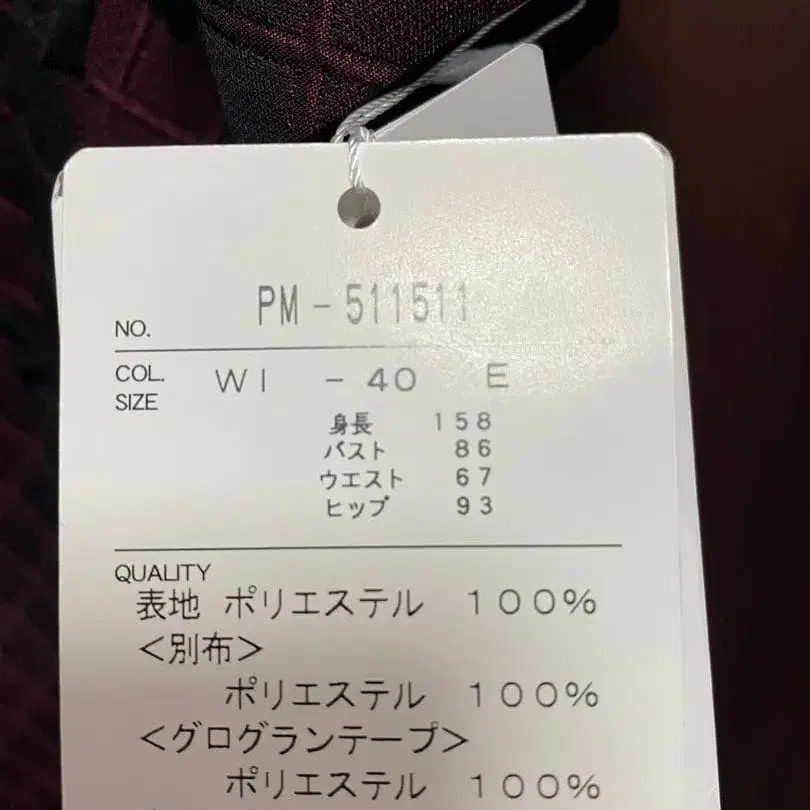 NO. PM-511511
COL. WI -40 E
SIZE
身長 158
バスト 86
ウエスト 67
ヒップ 93
QUALITY
表地 ポリエステル 100%
<別布>
ポリエステル 100%
<グログランテープ>
ポリエステル 100%